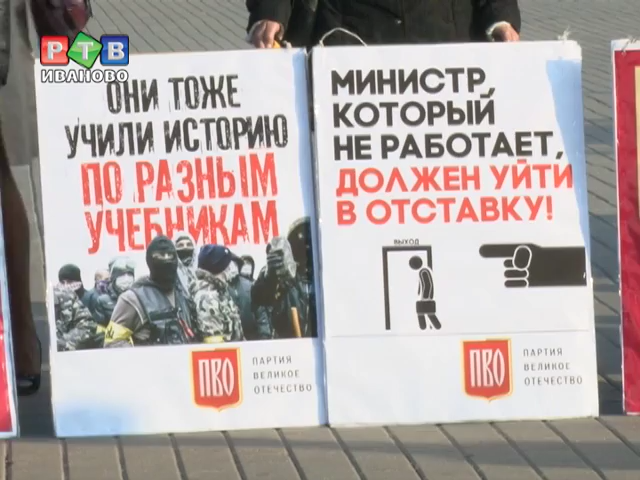 РТВ
ИВАНОВО
ОНИ ТОЖЕ
УЧИЛИ ИСТОРИЮ
ПО РАЗНЫМ
УЧЕБНИКАМ
ПВО
ПАРТИЯ
ВЕЛИКОЕ
ОТЕЧЕСТВО
МИНИСТР,
КОТОРЫЙ
НЕ РАБОТАЕТ,
ДОЛЖЕН УЙТИ
В ОТСТАВКУ!
ВЫХОД
ПВО
ПАРТИЯ
ВЕЛИКОЕ
ОТЕЧЕСТВО